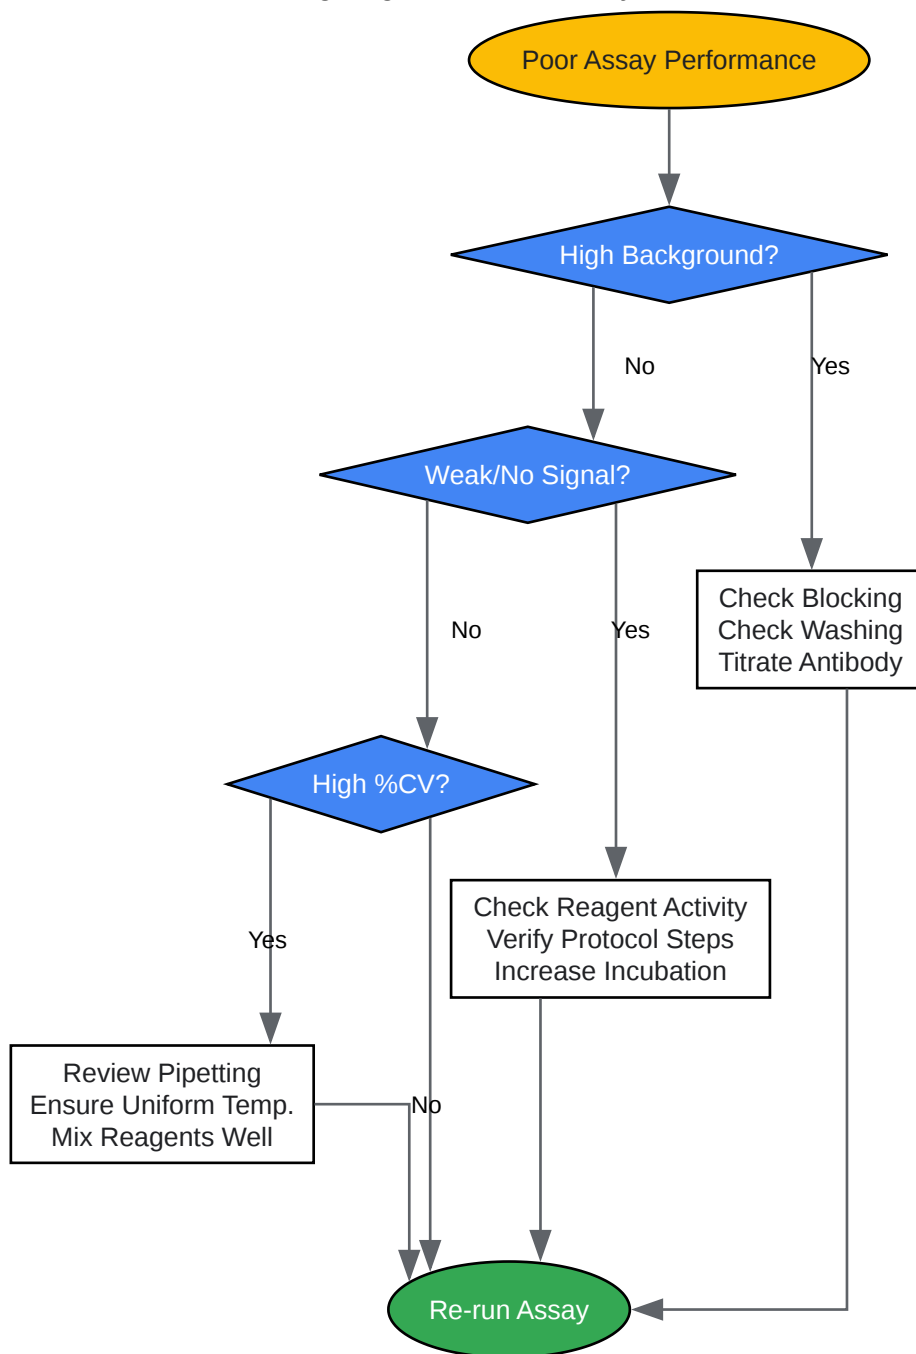 Poor Assay Performance
High Background?
No
Yes
Weak/No Signal?
Check Blocking
Check Washing
Titrate Antibody
No
Yes
High %CV?
Check Reagent Activity
Verify Protocol Steps
Increase Incubation
Yes
Review Pipetting
Ensure Uniform Temp.
Mix Reagents Well
No
Re-run Assay